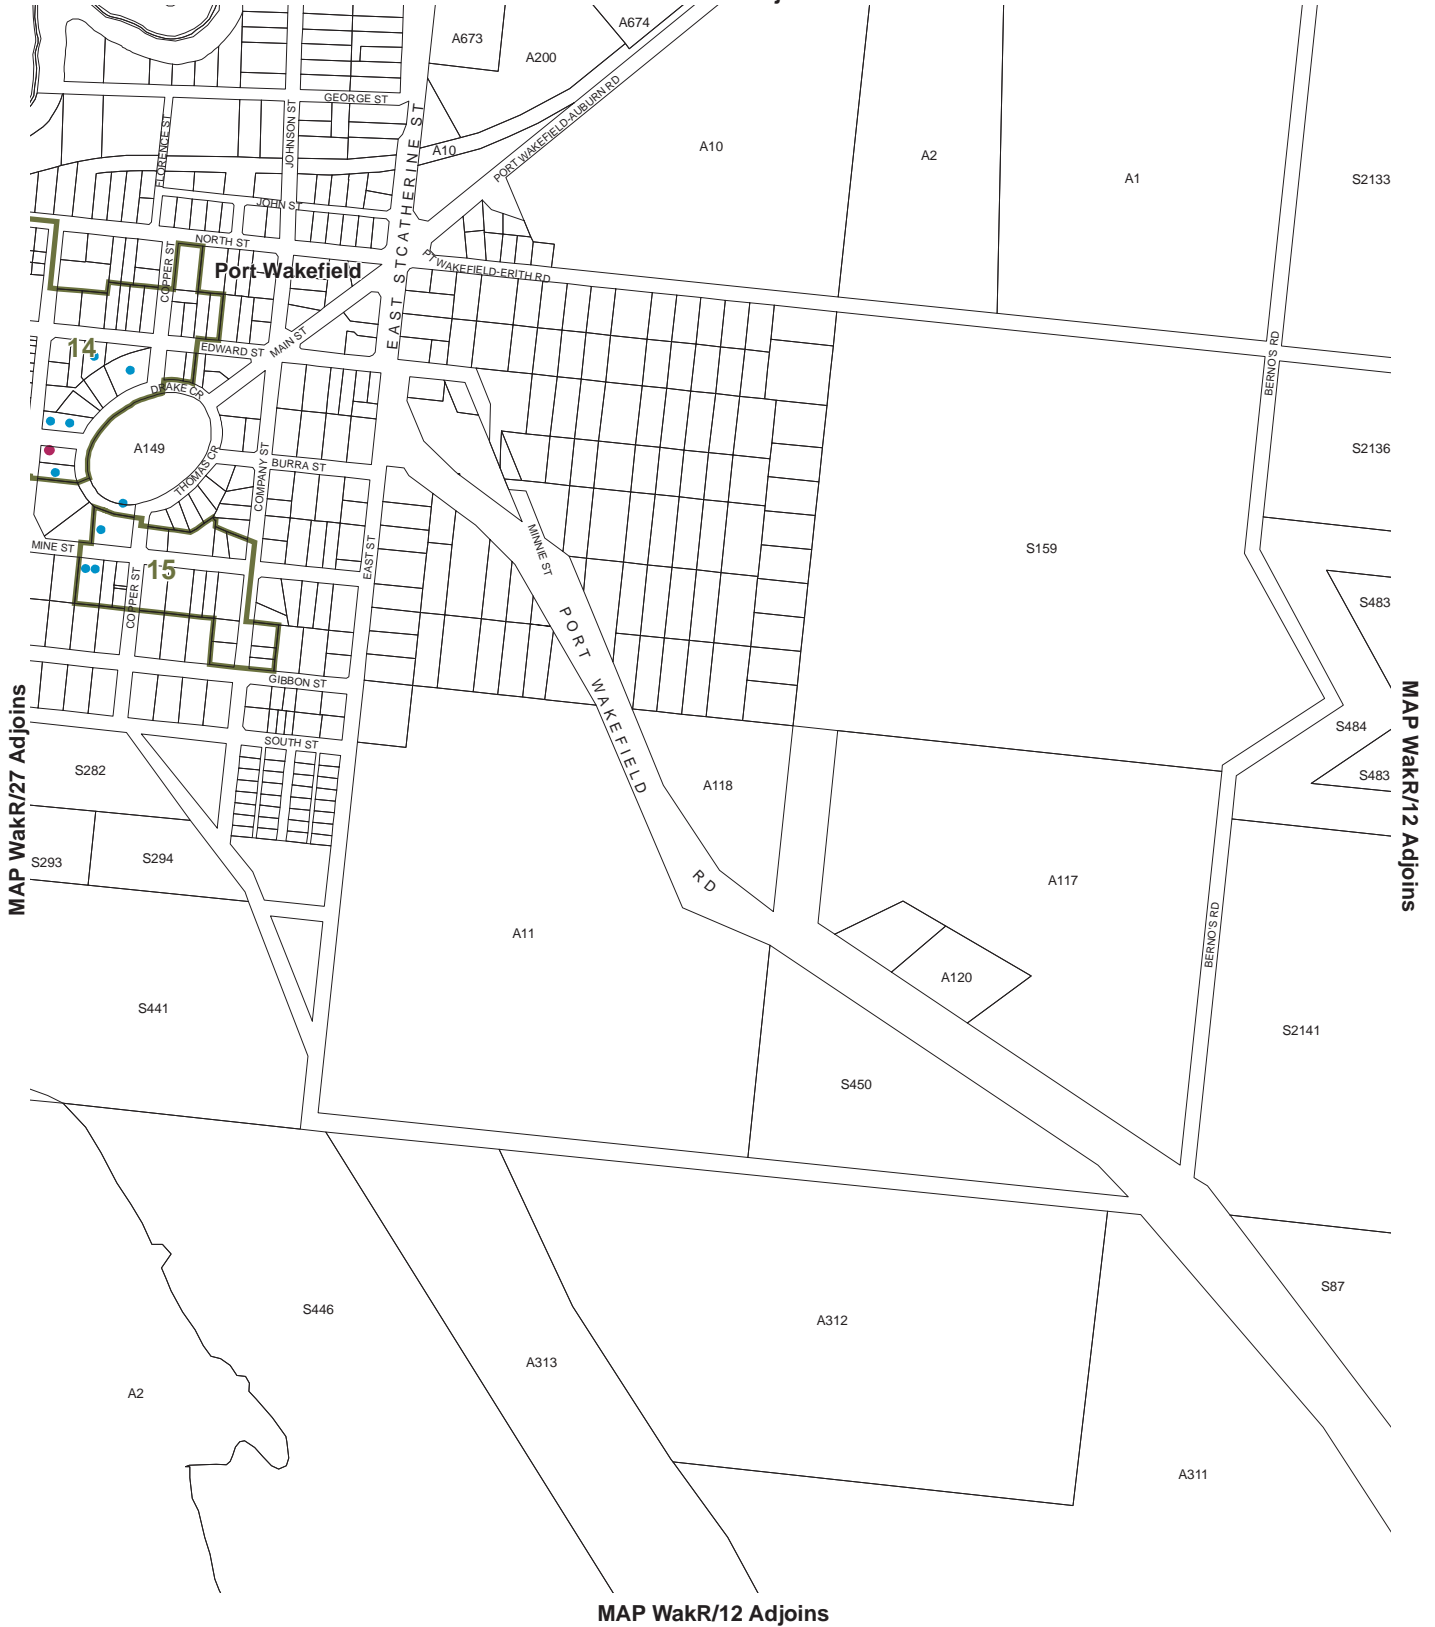 A674
A673
A200
GEORGE ST
PORT WAKEFIELD-AUBURN RD
JOHNSON ST
FLORENCE ST
A10
A10
A2
A1
S2133
EAST ST
CATHERINE ST
JOHN ST
NORTH ST
PT WAKEFIELD-ERITH RD
Port Wakefield
COPPER ST
14
EDWARD ST
MAIN ST
BERNO'S RD
DRAKE CR
A149
THOMAS CR
COMPANY ST
BURRA ST
S2136
MINE ST
MINNIE ST
S159
EAST ST
15
COPPER ST
S483
PORT WAKEFIELD RD
GIBBON ST
SOUTH ST
S484
S282
A118
S483
MAP WakR/27 Adjoins
MAP WakR/12 Adjoins
S293
S294
A117
A11
BERNO'S RD
A120
S441
S2141
S450
S446
A312
S87
A313
A2
A311
MAP WakR/12 Adjoins